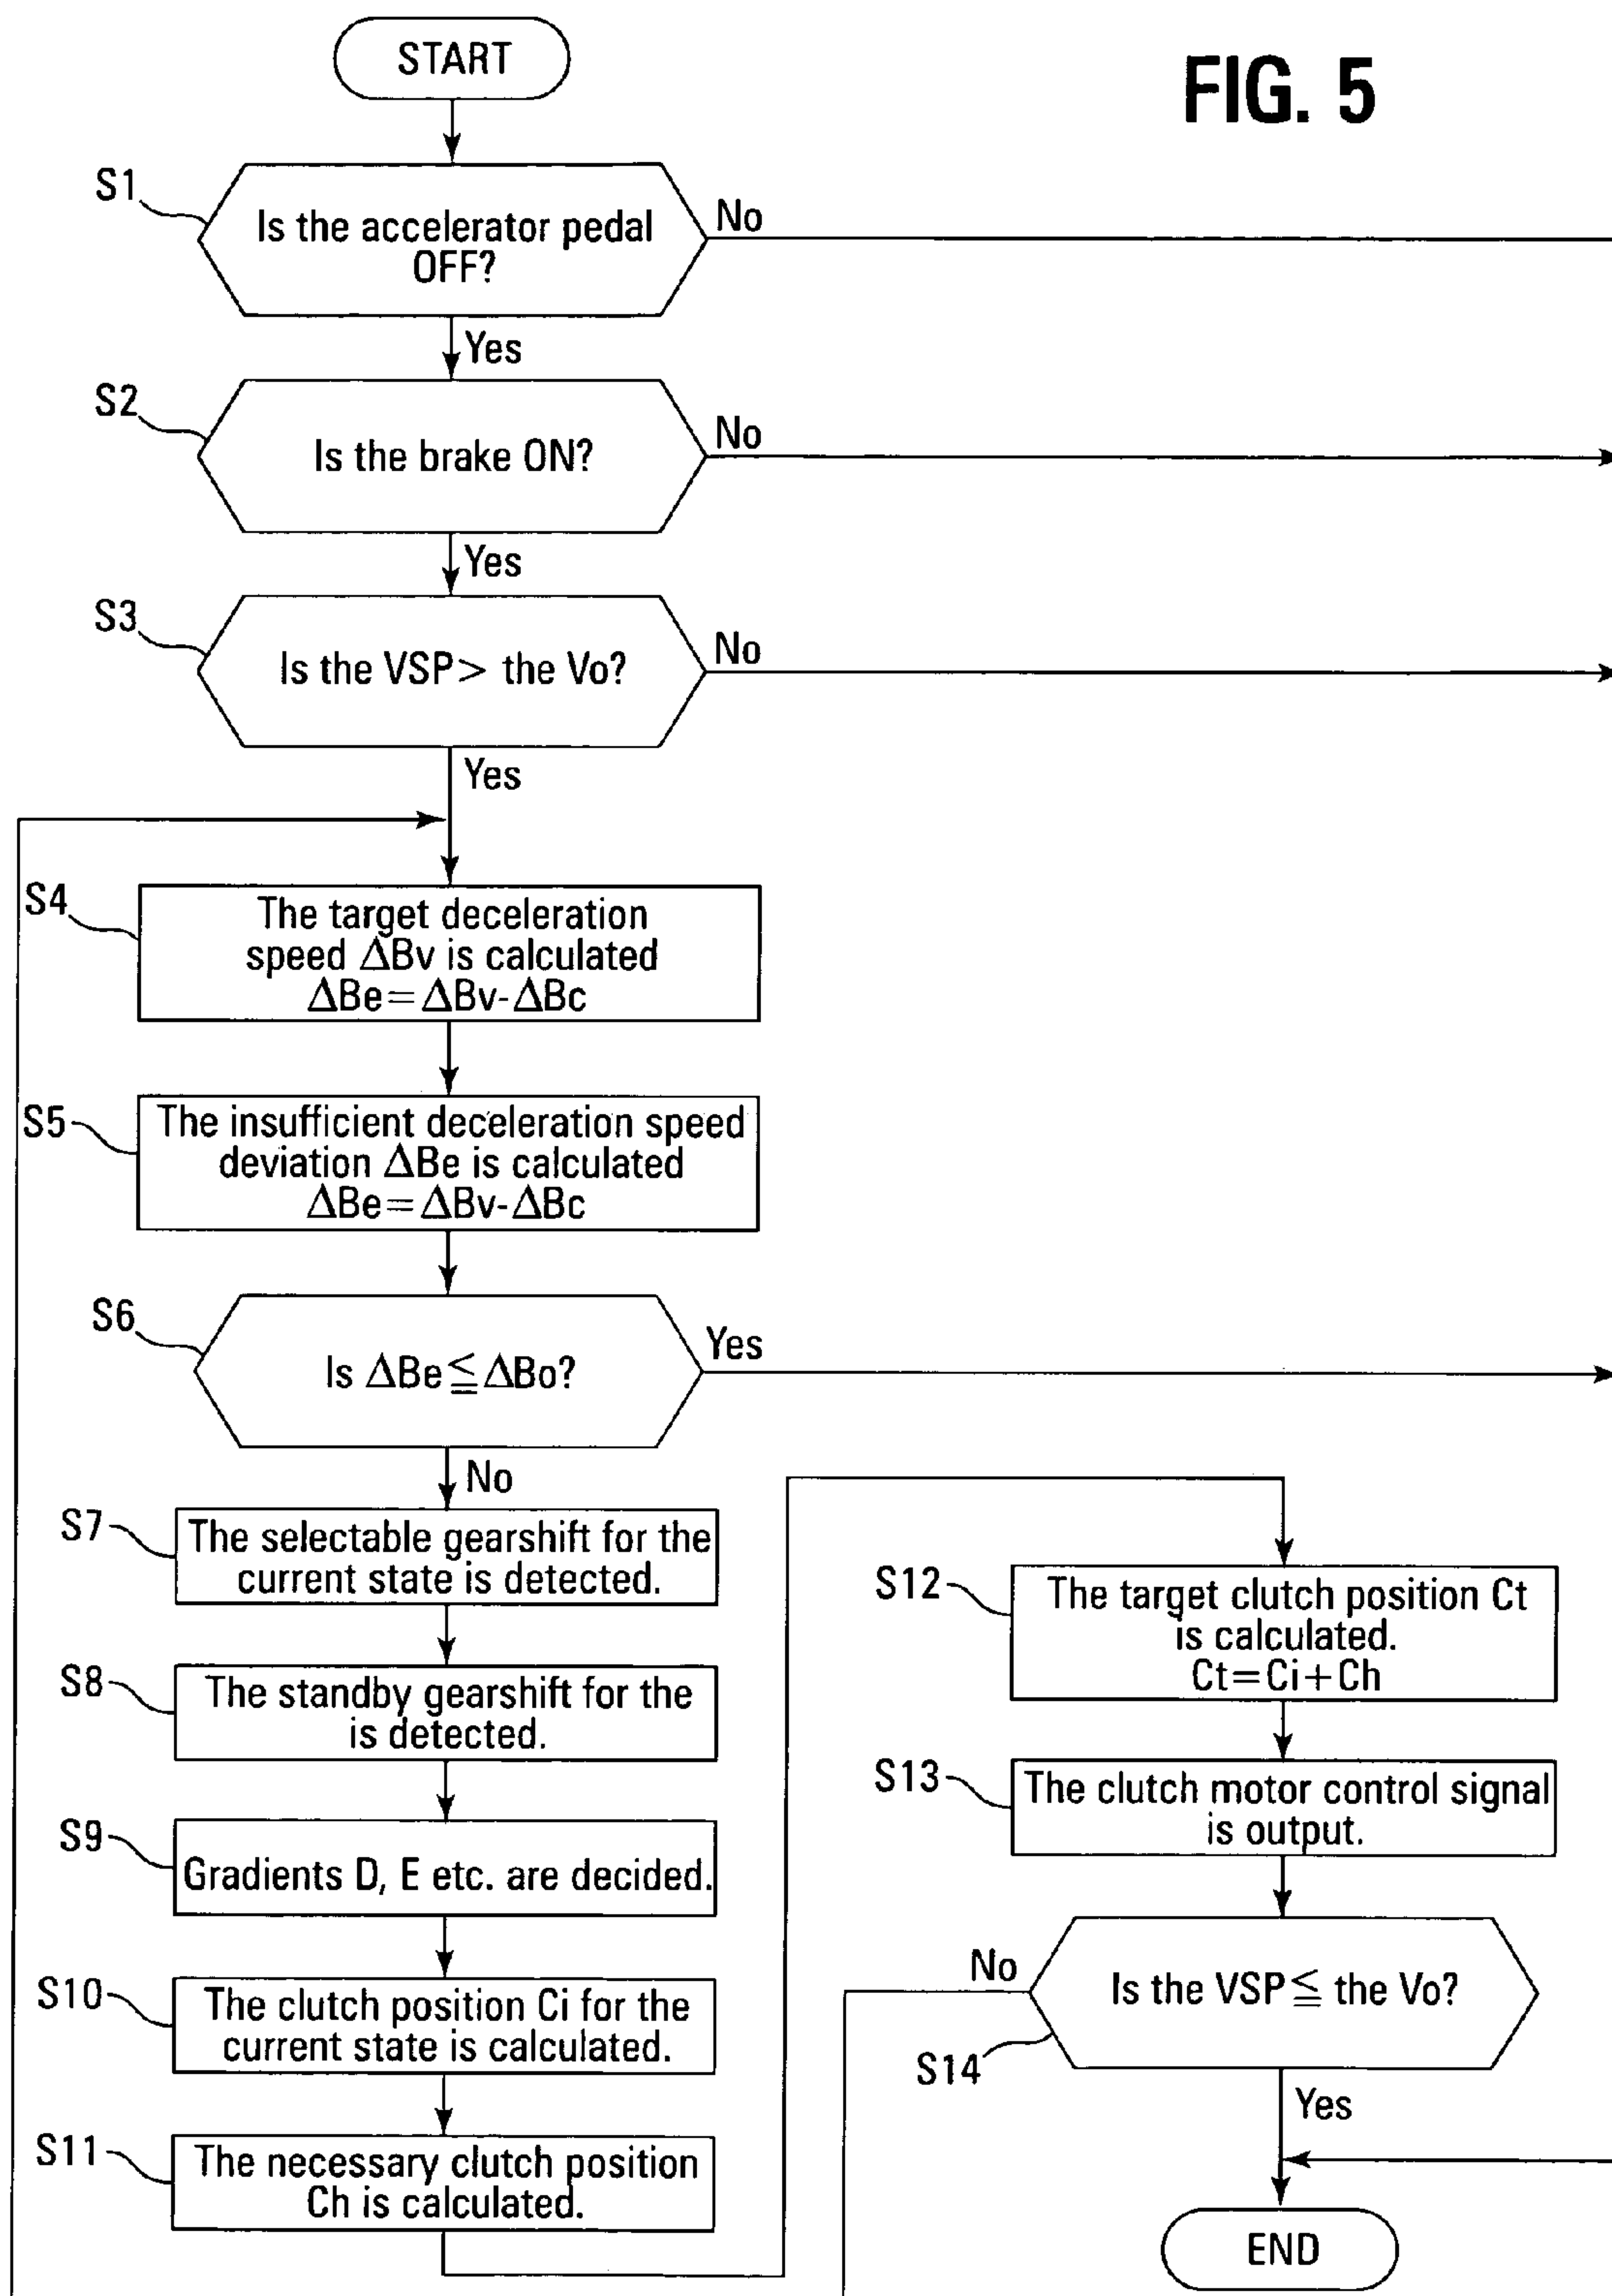 FIG. 5
START
S1
Is the accelerator pedal
OFF?
No
Yes
S2
Is the brake ON?
No
Yes
S3
Is the VSP> the Vo?
No
Yes
S4
The target deceleration
speed ΔBv is calculated
ΔBe=ΔBv-ΔBc
S5
The insufficient deceleration speed
deviation ΔBe is calculated
ΔBe=ΔBv-ΔBc
S6
Is ΔBe≦ΔBo?
Yes
No
S7
The selectable gearshift for the
current state is detected.
S8
The standby gearshift for the
is detected.
S9
Gradients D, E etc. are decided.
S10
The clutch position Ci for the
current state is calculated.
S11
The necessary clutch position
Ch is calculated.
S12
The target clutch position Ct
is calculated.
Ct=Ci+Ch
S13
The clutch motor control signal
is output.
No
Is the VSP≦ the Vo?
S14
Yes
END